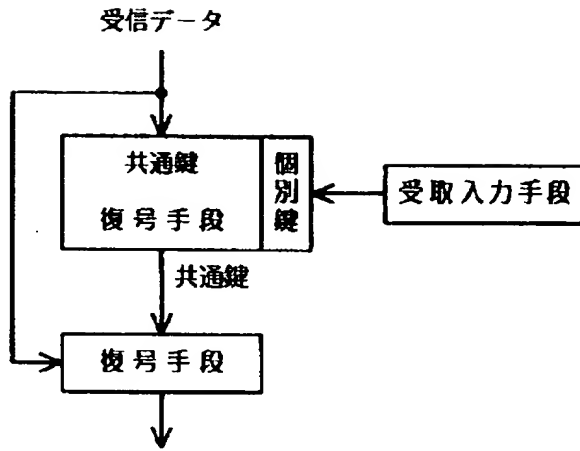 受信データ
共通鍵
復号手段
個別鍵
受取入力手段
共通鍵
復号手段